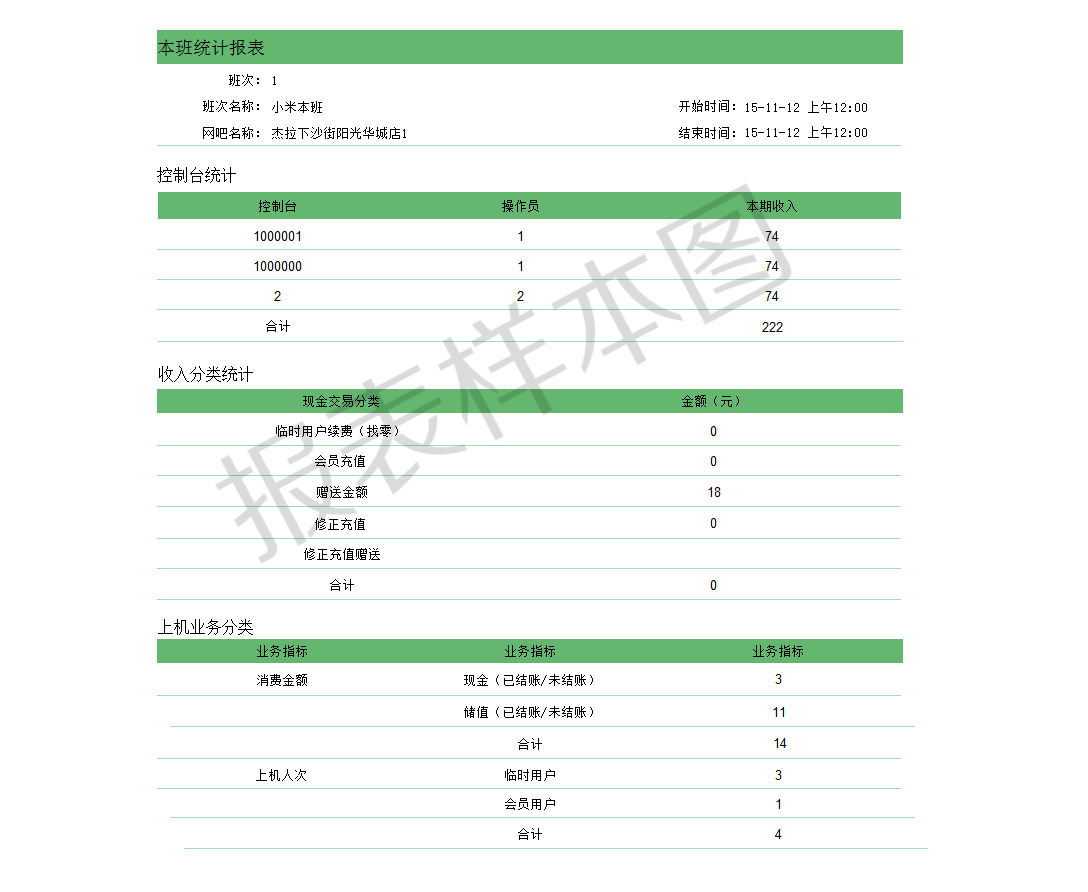 本班统计报表
班次： 1
班次名称： 小米本班 开始时间： 15-11-12 上午12:00
网吧名称： 杰拉下沙街阳光华城店1 结束时间： 15-11-12 上午12:00
控制台统计
控制台 操作员 本期收入
1000001 1 74
1000000 1 74
2 2 74
合计 222
收入分类统计
现金交易分类 金额（元）
临时用户续费（找零） 0
会员充值 0
赠送金额 18
修正充值 0
修正充值赠送
合计 0
上机业务分类
业务指标 业务指标 业务指标
消费金额 现金（已结账/未结账） 3
储值（已结账/未结账） 11
合计 14
上机人次 临时用户 3
会员用户 1
合计 4
报表样本图